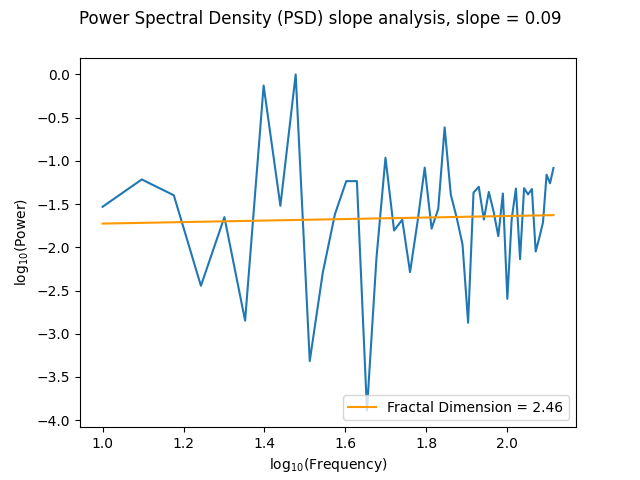 Power Spectral Density (PSD) slope analysis, slope = 0.09
0.0
−0.5
−1.0
−1.5
−2.0
−2.5
−3.0
−3.5
−4.0
log₁₀(Power)
Fractal Dimension = 2.46
1.0 1.2 1.4 1.6 1.8 2.0
log₁₀(Frequency)